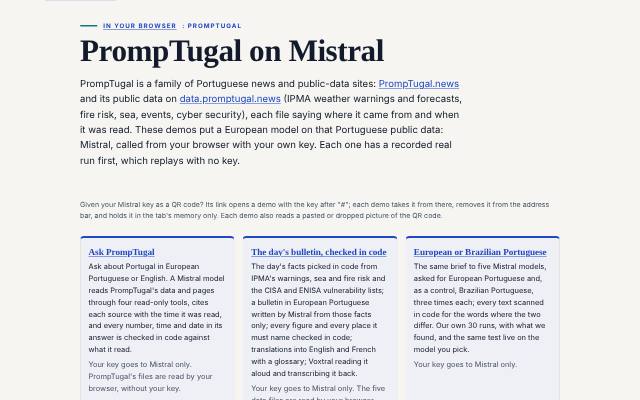 IN YOUR BROWSER : PROMPTUGAL
PrompTugal on Mistral
PrompTugal is a family of Portuguese news and public-data sites: PrompTugal.news
and its public data on data.promptugal.news (IPMA weather warnings and forecasts,
fire risk, sea, events, cyber security), each file saying where it came from and when
it was read. These demos put a European model on that Portuguese public data:
Mistral, called from your browser with your own key. Each one has a recorded real
run first, which replays with no key.
Given your Mistral key as a QR code? Its link opens a demo with the key after "#"; each demo takes it from there, removes it from the address
bar, and holds it in the tab's memory only. Each demo also reads a pasted or dropped picture of the QR code.
Ask PrompTugal
Ask about Portugal in European
Portuguese or English. A Mistral model
reads PrompTugal's data and pages
through four read-only tools, cites
each source with the time it was read,
and every number, time and date in its
answer is checked in code against
what it read.
Your key goes to Mistral only.
PrompTugal's files are read by your
browser, without your key.
The day's bulletin, checked in code
The day's facts picked in code from
IPMA's warnings, sea and fire risk and
the CISA and ENISA vulnerability lists;
a bulletin in European Portuguese
written by Mistral from those facts
only; every figure and every place it
must name checked in code;
translations into English and French
with a glossary; Voxtral reading it
aloud and transcribing it back.
Your key goes to Mistral only. The five
data files are read by your browser,
European or Brazilian Portuguese
The same brief to five Mistral models,
asked for European Portuguese and,
as a control, Brazilian Portuguese,
three times each; every text scanned
in code for the words where the two
differ. Our own 30 runs, with what we
found, and the same test live on the
model you pick.
Your key goes to Mistral only.